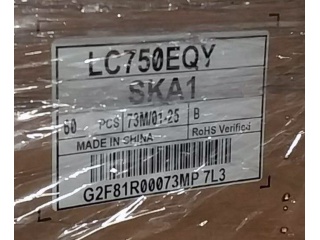 LC750EQY
SKA1
60 PCS 73M/01-25 B
MADE IN CHINA RoHS Verified
G2F81R00073MP 7L3